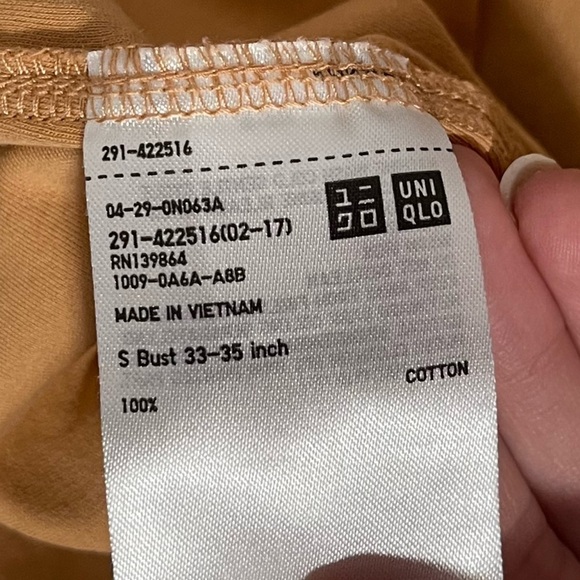 291-422516
04-29-0N063A
ユニ
クロ
UNI
QLO
291-422516(02-17)
RN139864
1009-0A6A-A8B
MADE IN VIETNAM
S Bust 33-35 inch
COTTON
100%